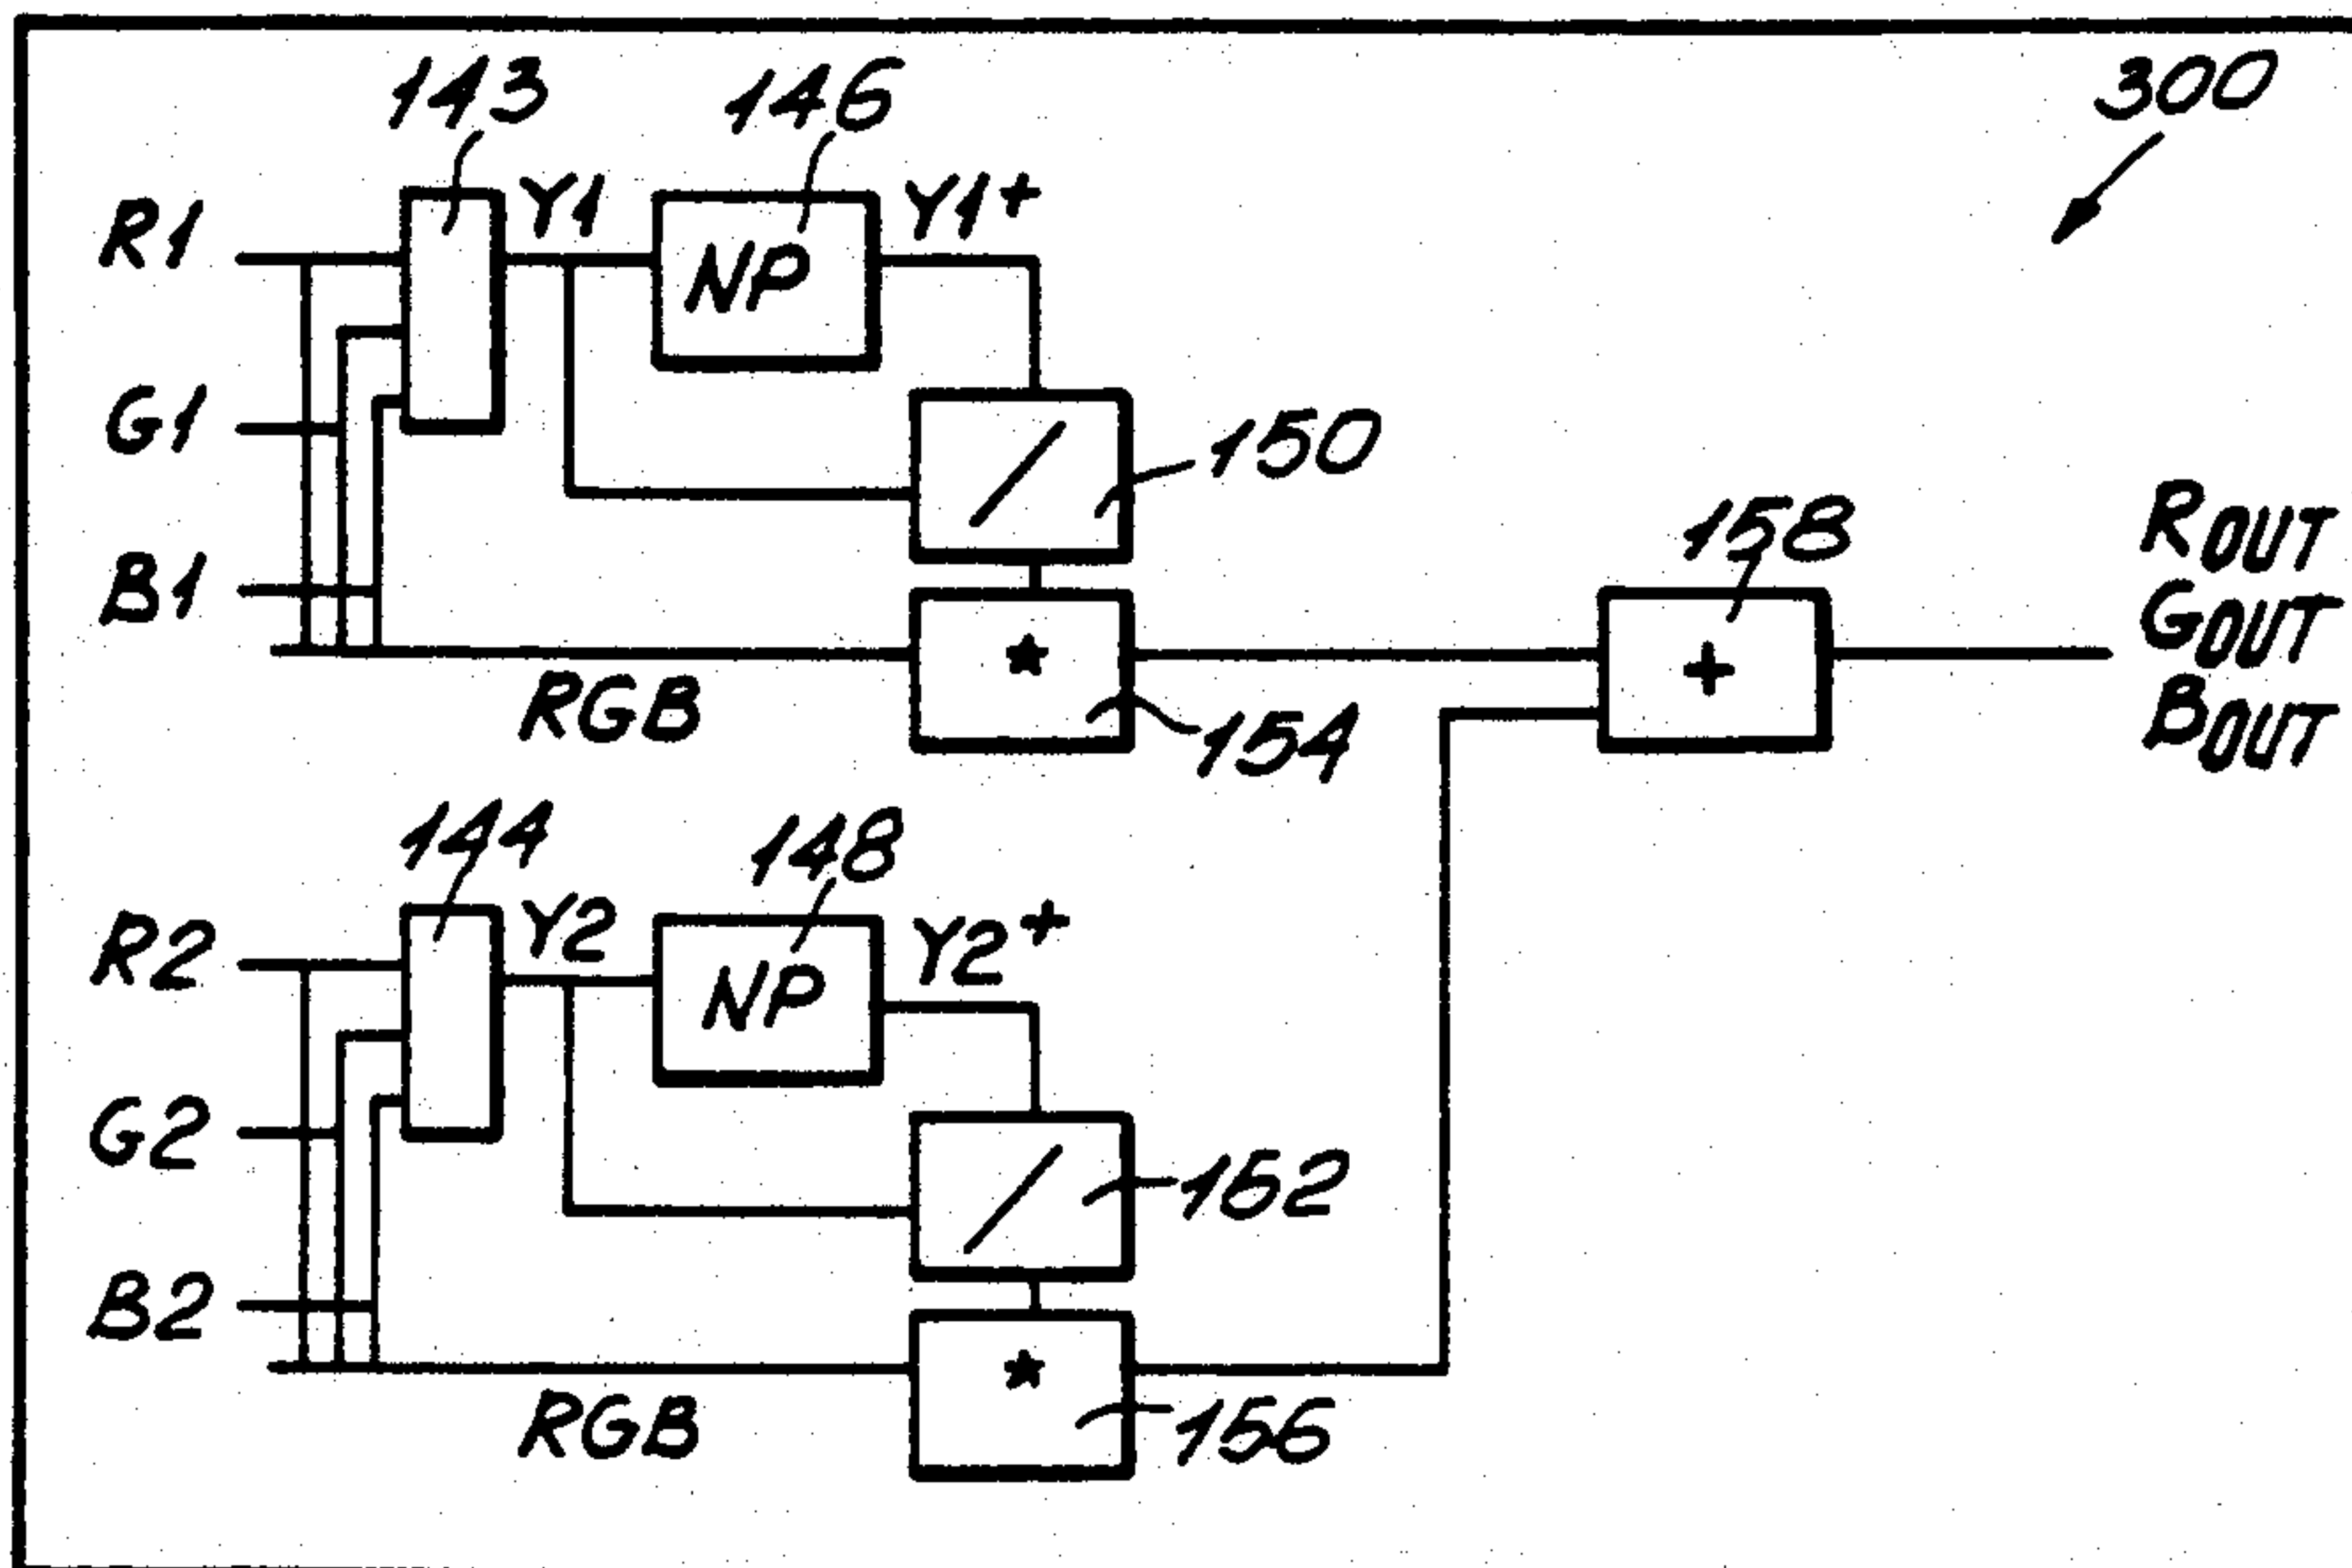 143
146
300
R1
Y1
NP
Y1+
G1
/
150
B1
158
ROUT
GOUT
BOUT
RGB
*
154
+
144
148
R2
Y2
NP
Y2+
G2
/
152
B2
*
RGB
156